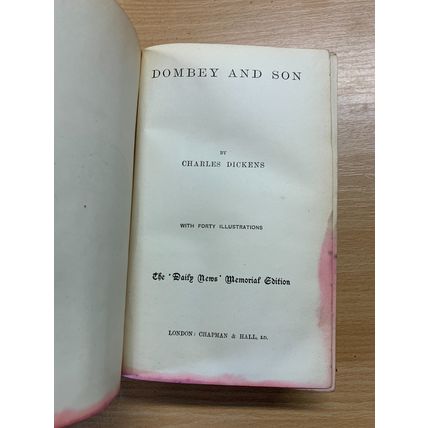 DOMBEY AND SON
BY
CHARLES DICKENS
WITH FORTY ILLUSTRATIONS
The 'Daily News' Memorial Edition
LONDON: CHAPMAN & HALL, LD.